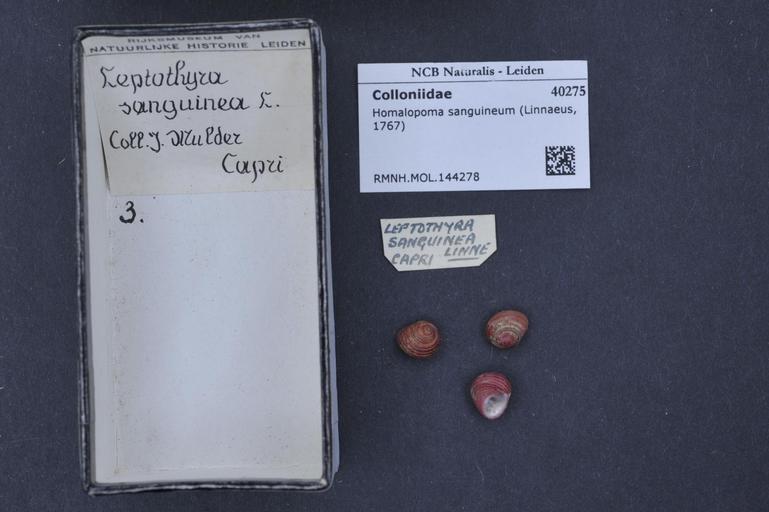 RIJKSMUSEUM VAN
NATUURLIJKE HISTORIE LEIDEN
Leptothyra
sanguinea L.
Coll. J. Mulder
Capri
3.
NCB Naturalis - Leiden
Colloniidae 40275
Homalopoma sanguineum (Linnaeus,
1767)
RMNH.MOL.144278
LEPTOTHYRA
SANGUINEA
CAPRI LINNE